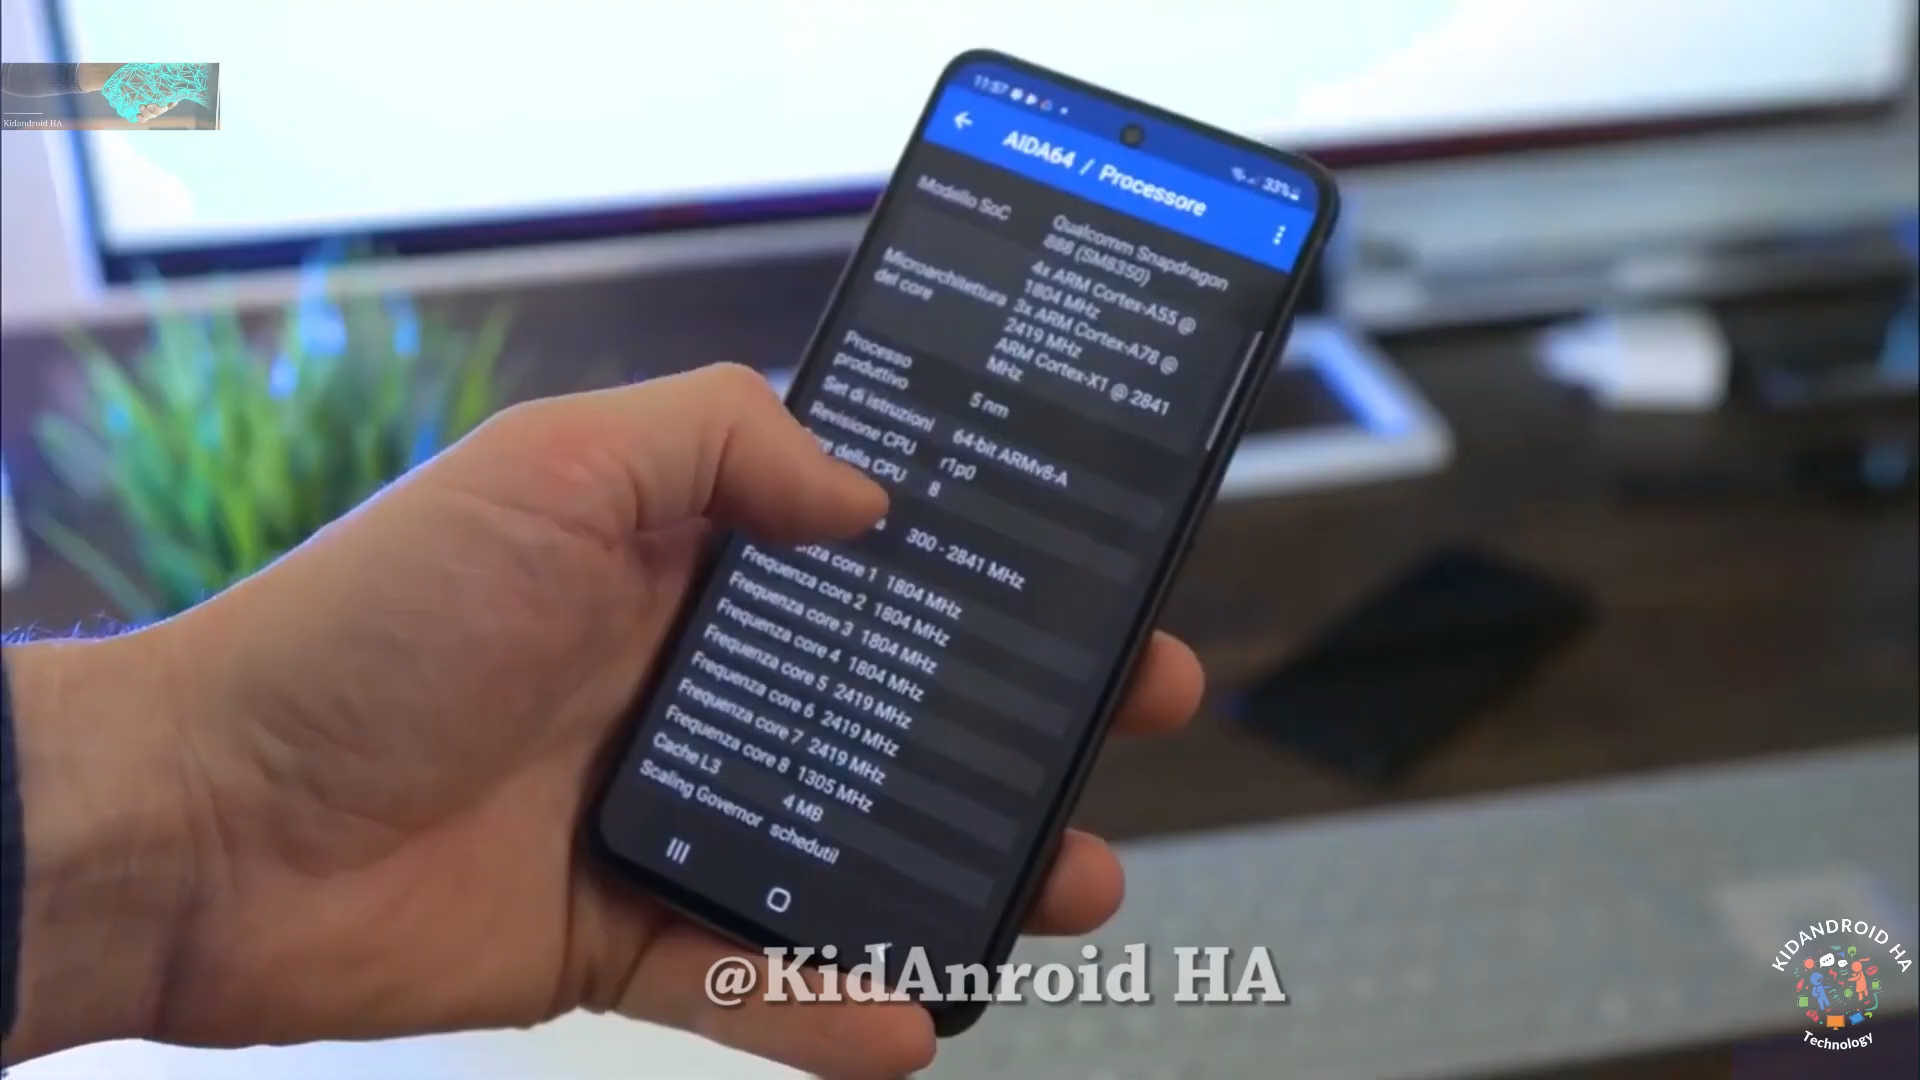 Kidandroid HA
11:57
33%
AIDA64 / Processore
Modello SoC
Qualcomm Snapdragon
888 (SM8350)
Microarchitettura
del core
4x ARM Cortex-A55 @
1804 MHz
3x ARM Cortex-A78 @
2419 MHz
ARM Cortex-X1 @ 2841
MHz
Processo
produttivo
5 nm
Set di istruzioni
64-bit ARMv8-A
Revisione CPU
r1p0
re della CPU
8
300 - 2841 MHz
nza core 1 1804 MHz
Frequenza core 2 1804 MHz
Frequenza core 3 1804 MHz
Frequenza core 4 1804 MHz
Frequenza core 5 2419 MHz
Frequenza core 6 2419 MHz
Frequenza core 7 2419 MHz
Frequenza core 8 1305 MHz
Cache L3
4 MB
Scaling Governor schedutil
@KidAnroid HA
KIDANDROID HA
Technology